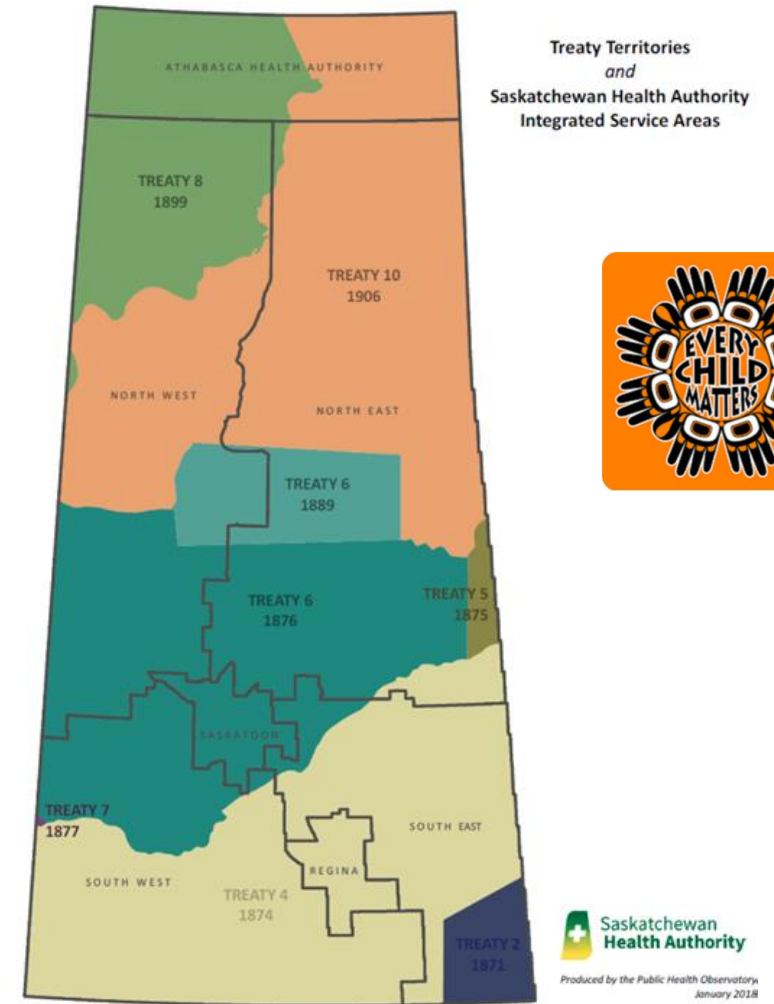 Treaty Territories
and
Saskatchewan Health Authority
Integrated Service Areas
ATHABASCA HEALTH AUTHORITY
TREATY 8
1899
TREATY 10
1906
EVERY
CHILD
MATTERS
NORTH WEST
NORTH EAST
TREATY 6
1889
TREATY 6
1876
TREATY 5
1875
SASKATOON
TREATY 7
1877
SOUTH EAST
SOUTH WEST
REGINA
TREATY 4
1874
TREATY 2
1871
Saskatchewan
Health Authority
Produced by the Public Health Observatory,
January 2018